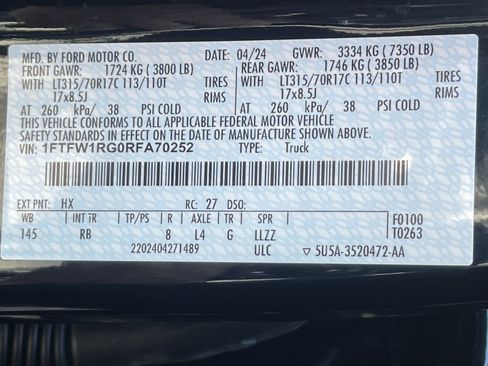 MFD. BY FORD MOTOR CO. 04/24 GVWR: 3334 KG ( 7350 LB)
FRONT GAWR: 1724 KG ( 3800 LB) REAR GAWR: 1746 KG ( 3850 LB)
WITH LT315/70R17C 113/110T TIRES WITH LT315/70R17C 113/110T TIRES
17x8.5J RIMS 17x8.5J RIMS
AT 260 kPa/ 38 PSI COLD AT 260 kPa/ 38 PSI COLD
THIS VEHICLE CONFORMS TO ALL APPLICABLE FEDERAL MOTOR VEHICLE
SAFETY STANDARDS IN EFFECT ON THE DATE OF MANUFACTURE SHOWN ABOVE.
VIN: 1FTFW1RG0RFA70252 TYPE: Truck
EXT PNT: HX RC: 27 DSO:
WB RB TP/PS R AXLE TR SPR F0100
145 8 L4 G LLZZ T0263
2202404271489 ULC 5U5A-3520472-AA